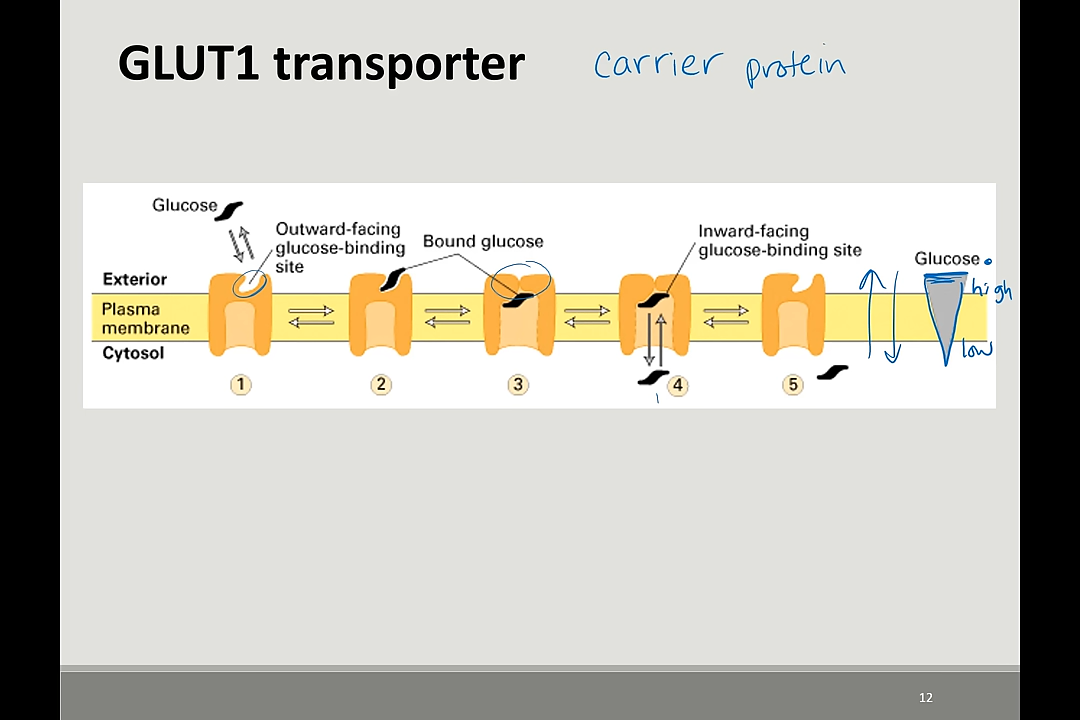 GLUT1 transporter
carrier protein
Glucose
Outward-facing
glucose-binding
site
Bound glucose
Inward-facing
glucose-binding site
Glucose
Exterior
high
Plasma
membrane
Cytosol
low
1
2
3
4
5
12